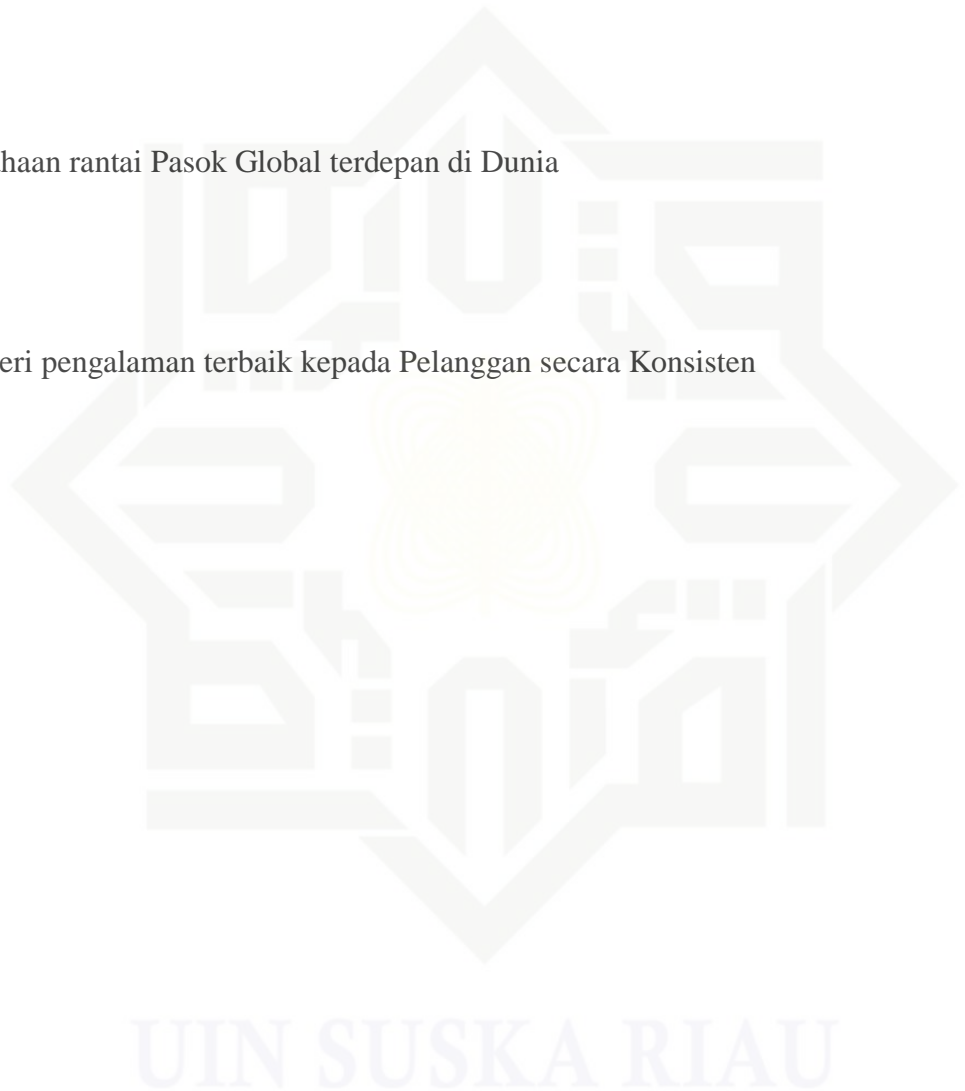 haan rantai Pasok Global terdepan di Dunia
eri pengalaman terbaik kepada Pelanggan secara Konsisten
UIN SUSKA RIAU